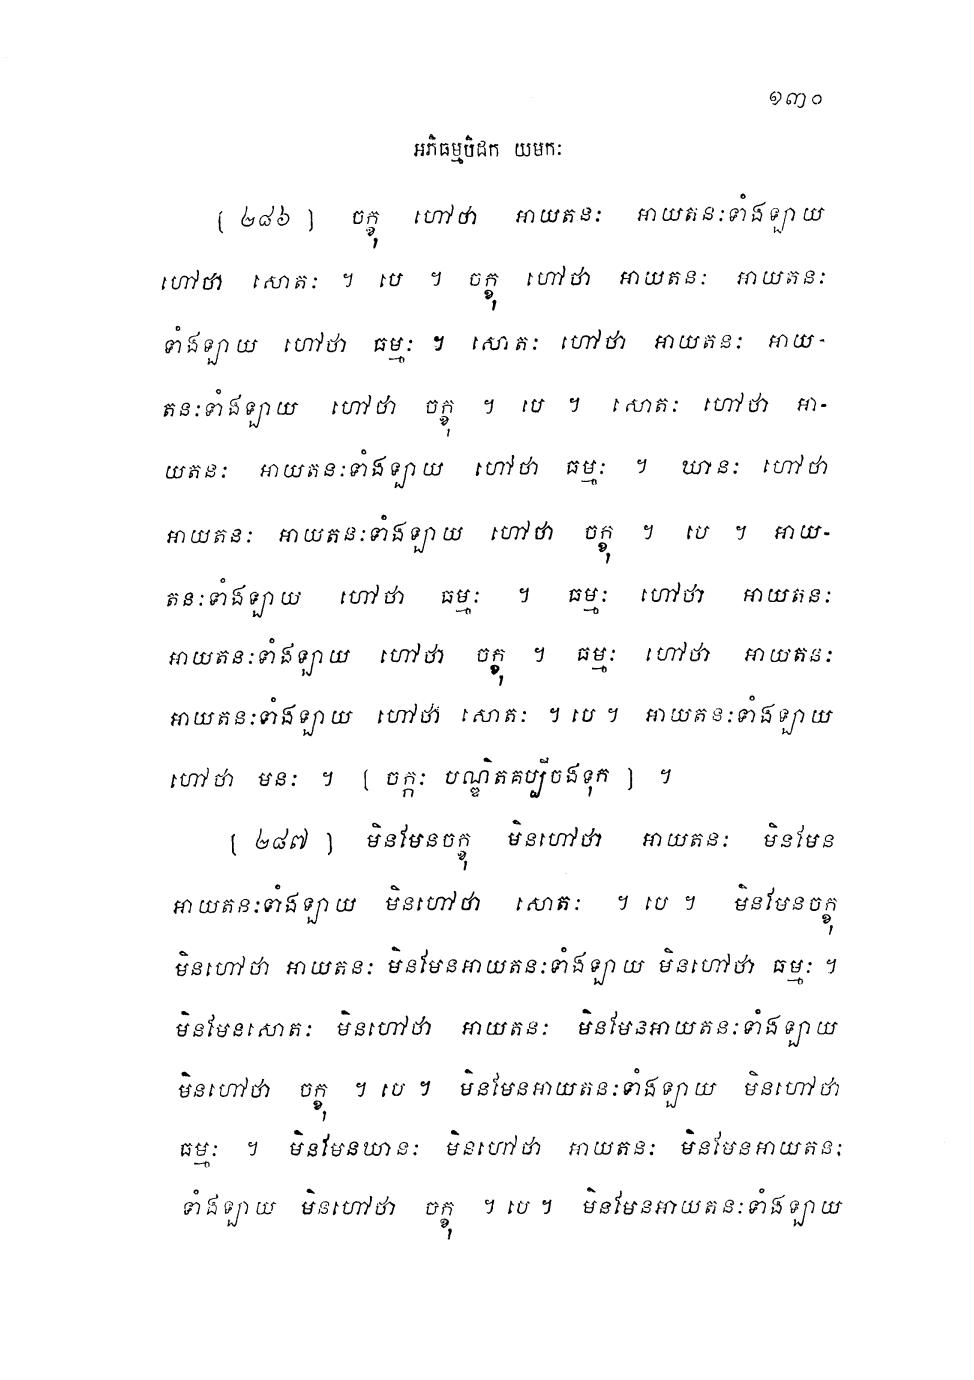 ១៣០
អភិធម្មបិដក យមកៈ
[ ២៨៦ ] ចក្ខុ ហៅថា អាយតនៈ អាយតនៈទាំងឡាយ
ហៅថា សោតៈ ។ បេ ។ ចក្ខុ ហៅថា អាយតនៈ អាយតនៈ
ទាំងឡាយ ហៅថា ធម្មៈ ។ សោតៈ ហៅថា អាយតនៈ អាយ-
តនៈទាំងឡាយ ហៅថា ចក្ខុ ។ បេ ។ សោតៈ ហៅថា អា-
យតនៈ អាយតនៈទាំងឡាយ ហៅថា ធម្មៈ ។ ឃានៈ ហៅថា
អាយតនៈ អាយតនៈទាំងឡាយ ហៅថា ចក្ខុ ។ បេ ។ អាយ-
តនៈទាំងឡាយ ហៅថា ធម្មៈ ។ ធម្មៈ ហៅថា អាយតនៈ
អាយតនៈទាំងឡាយ ហៅថា ចក្ខុ ។ ធម្មៈ ហៅថា អាយតនៈ
អាយតនៈទាំងឡាយ ហៅថា សោតៈ ។ បេ ។ អាយតនៈទាំងឡាយ
ហៅថា មនៈ ។ [ ចក្កៈ បណ្ឌិតគប្បីចងទុក ] ។
[ ២៨៧ ] មិនមែនចក្ខុ មិនហៅថា អាយតនៈ មិនមែន
អាយតនៈទាំងឡាយ មិនហៅថា សោតៈ ។ បេ ។ មិនមែនចក្ខុ
មិនហៅថា អាយតនៈ មិនមែនអាយតនៈទាំងឡាយ មិនហៅថា ធម្មៈ ។
មិនមែនសោតៈ មិនហៅថា អាយតនៈ មិនមែនអាយតនៈទាំងឡាយ
មិនហៅថា ចក្ខុ ។ បេ ។ មិនមែនអាយតនៈទាំងឡាយ មិនហៅថា
ធម្មៈ ។ មិនមែនឃានៈ មិនហៅថា អាយតនៈ មិនមែនអាយតនៈ
ទាំងឡាយ មិនហៅថា ចក្ខុ ។ បេ ។ មិនមែនអាយតនៈទាំងឡាយ